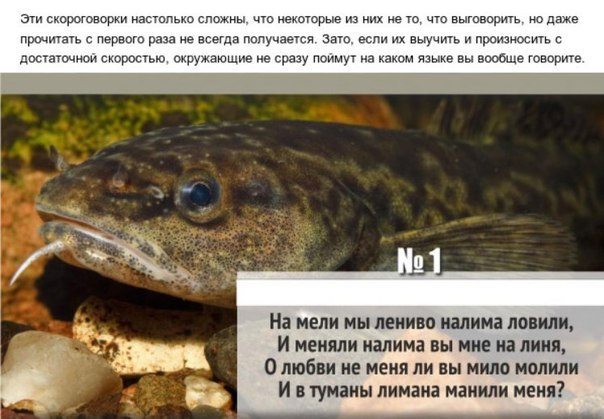 Эти скороговорки настолько сложны, что некоторые из них не то, что выговорить, но даже
прочитать с первого раза не всегда получается. Зато, если их выучить и произносить с
достаточной скоростью, окружающие не сразу поймут на каком языке вы вообще говорите.
№ 1
На мели мы лениво налима ловили,
И меняли налима вы мне на линя,
О любви не меня ли вы мило молили
И в туманы лимана манили меня?